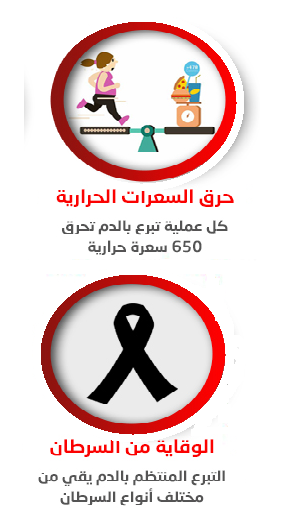 حرق السعرات الحرارية
كل عملية تبرع بالدم تحرق
650 سعرة حرارية
الوقاية من السرطان
التبرع المنتظم بالدم يقي من
مختلف أنواع السرطان